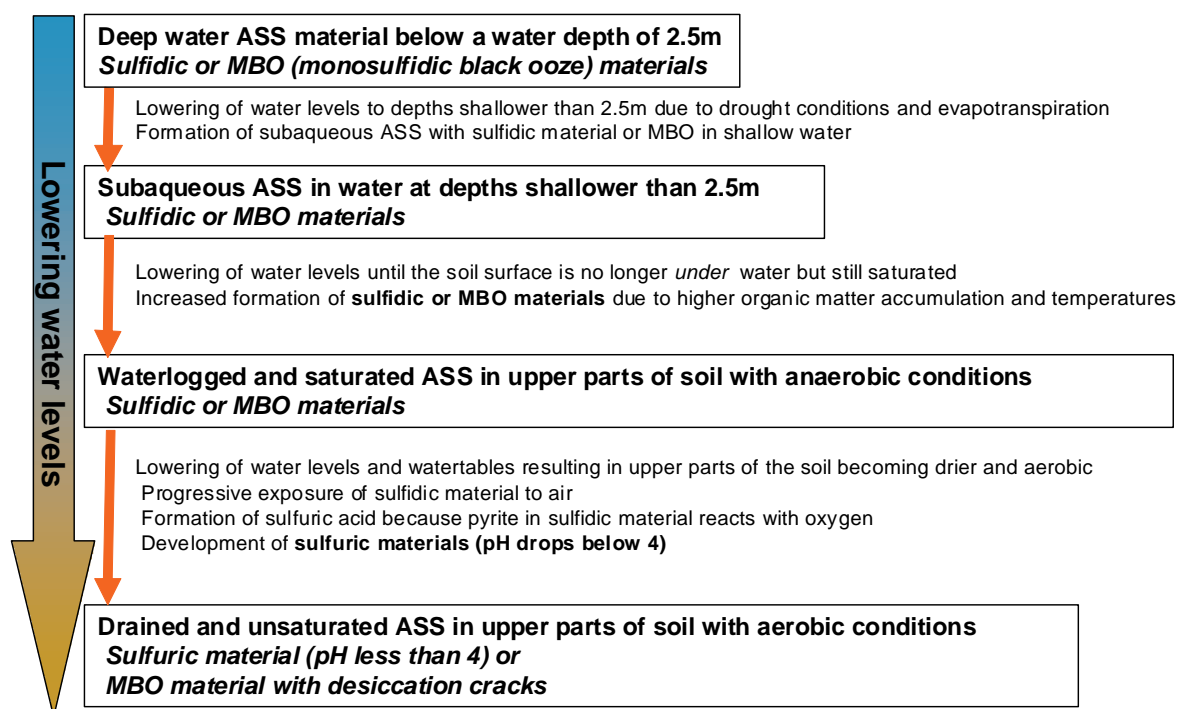 Lowering water levels
Deep water ASS material below a water depth of 2.5m
Sulfidic or MBO (monosulfidic black ooze) materials
Lowering of water levels to depths shallower than 2.5m due to drought conditions and evapotranspiration
Formation of subaqueous ASS with sulfidic material or MBO in shallow water
Subaqueous ASS in water at depths shallower than 2.5m
Sulfidic or MBO materials
Lowering of water levels until the soil surface is no longer under water but still saturated
Increased formation of sulfidic or MBO materials due to higher organic matter accumulation and temperatures
Waterlogged and saturated ASS in upper parts of soil with anaerobic conditions
Sulfidic or MBO materials
Lowering of water levels and watertables resulting in upper parts of the soil becoming drier and aerobic
Progressive exposure of sulfidic material to air
Formation of sulfuric acid because pyrite in sulfidic material reacts with oxygen
Development of sulfuric materials (pH drops below 4)
Drained and unsaturated ASS in upper parts of soil with aerobic conditions
Sulfuric material (pH less than 4) or
MBO material with desiccation cracks